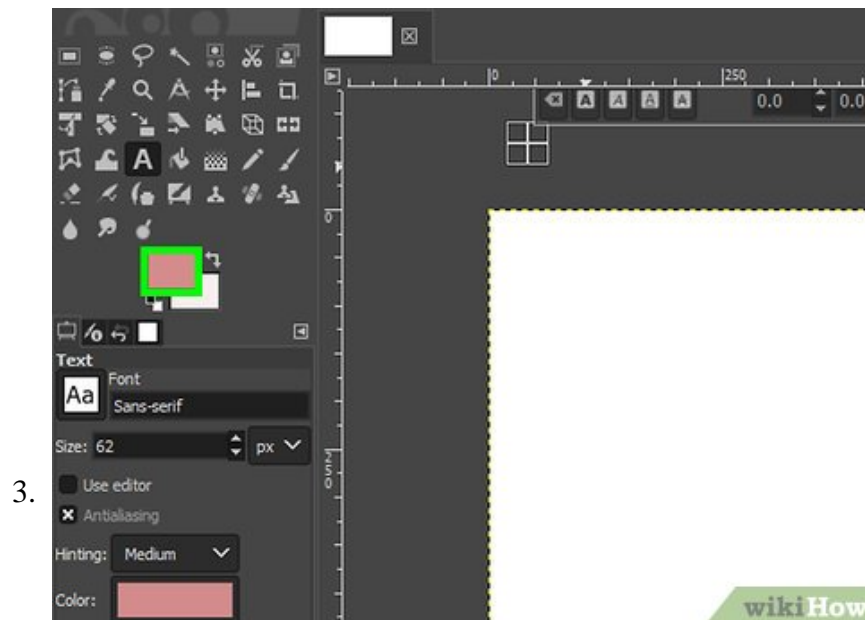 0
250
A A A A
0.0
0.0
A
0
Text
Aa
Font
Sans-serif
Size: 62
px
250
3.
Use editor
Antialiasing
Hinting: Medium
Color:
wikiHow